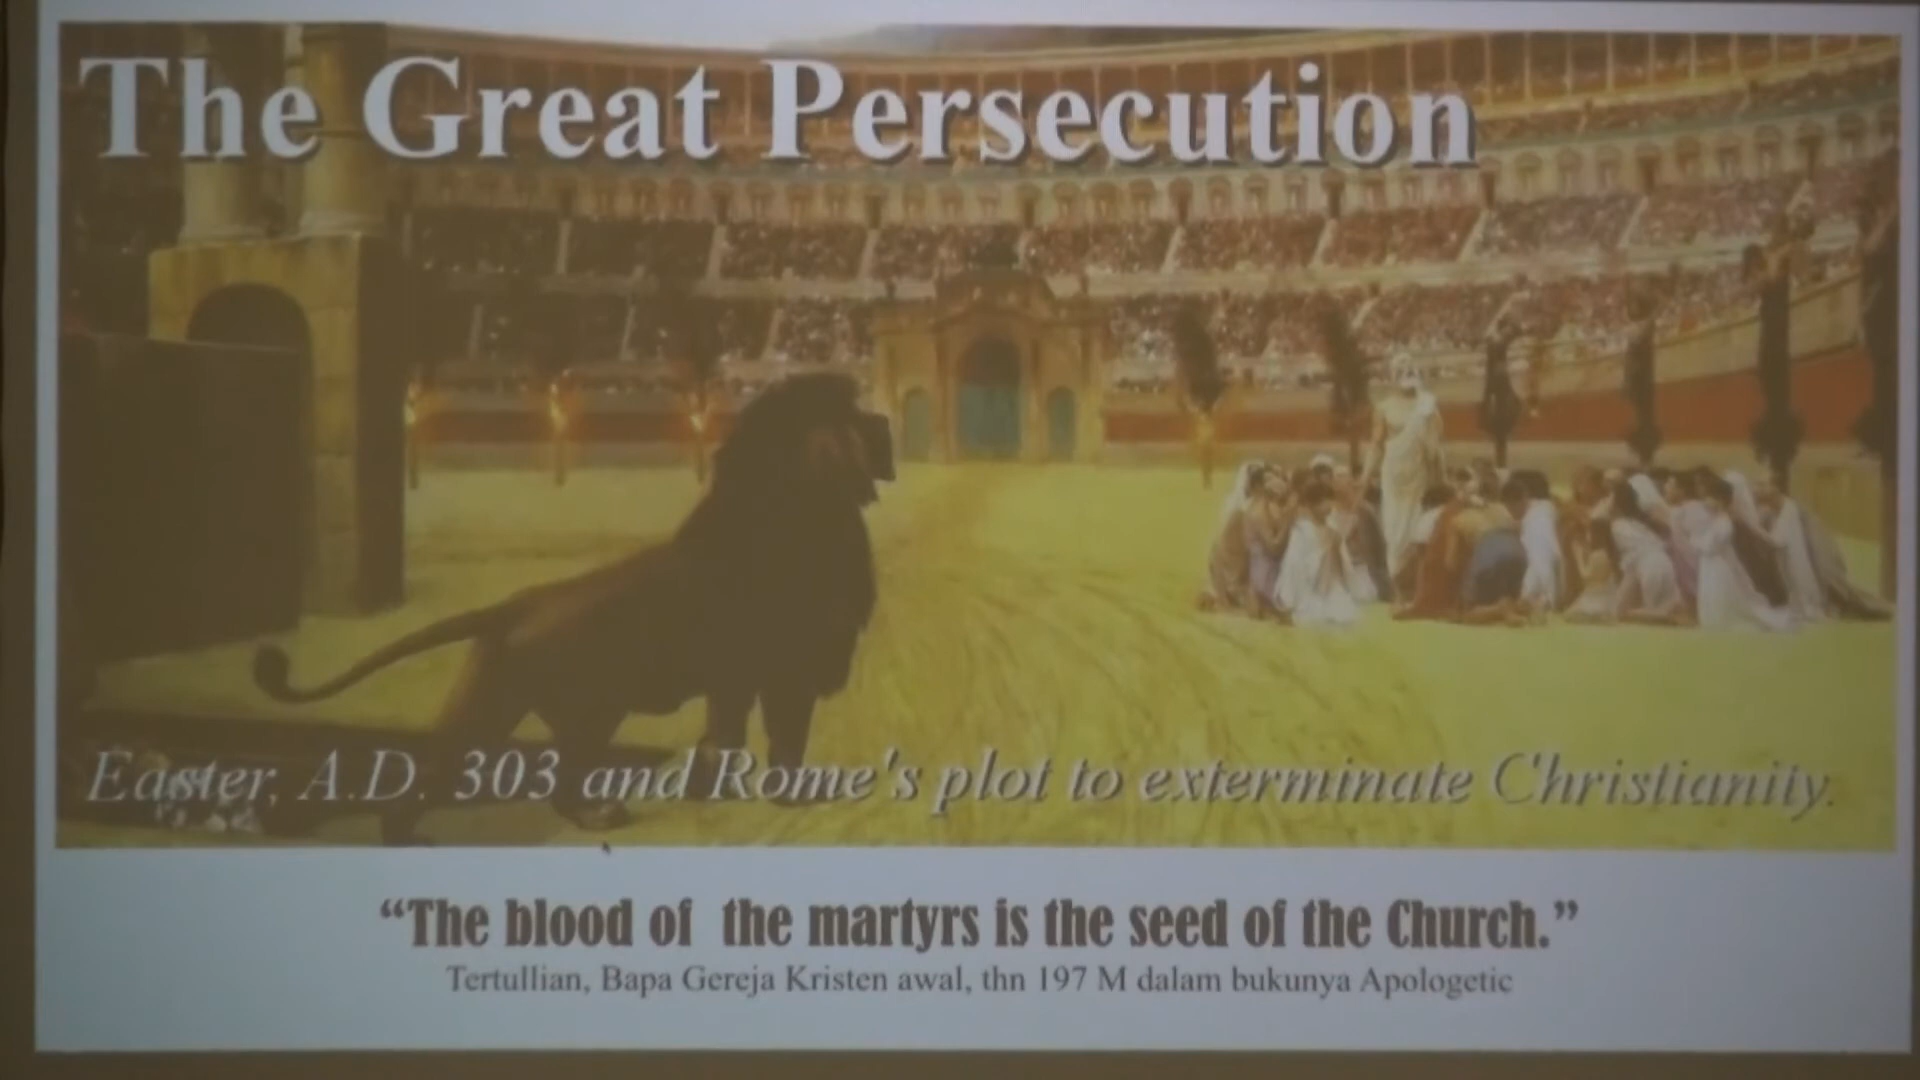 The Great Persecution
Easter, A.D. 303 and Rome's plot to exterminate Christianity.
“The blood of the martyrs is the seed of the Church.”
Tertullian, Bapa Gereja Kristen awal, thn 197 M dalam bukunya Apologetic